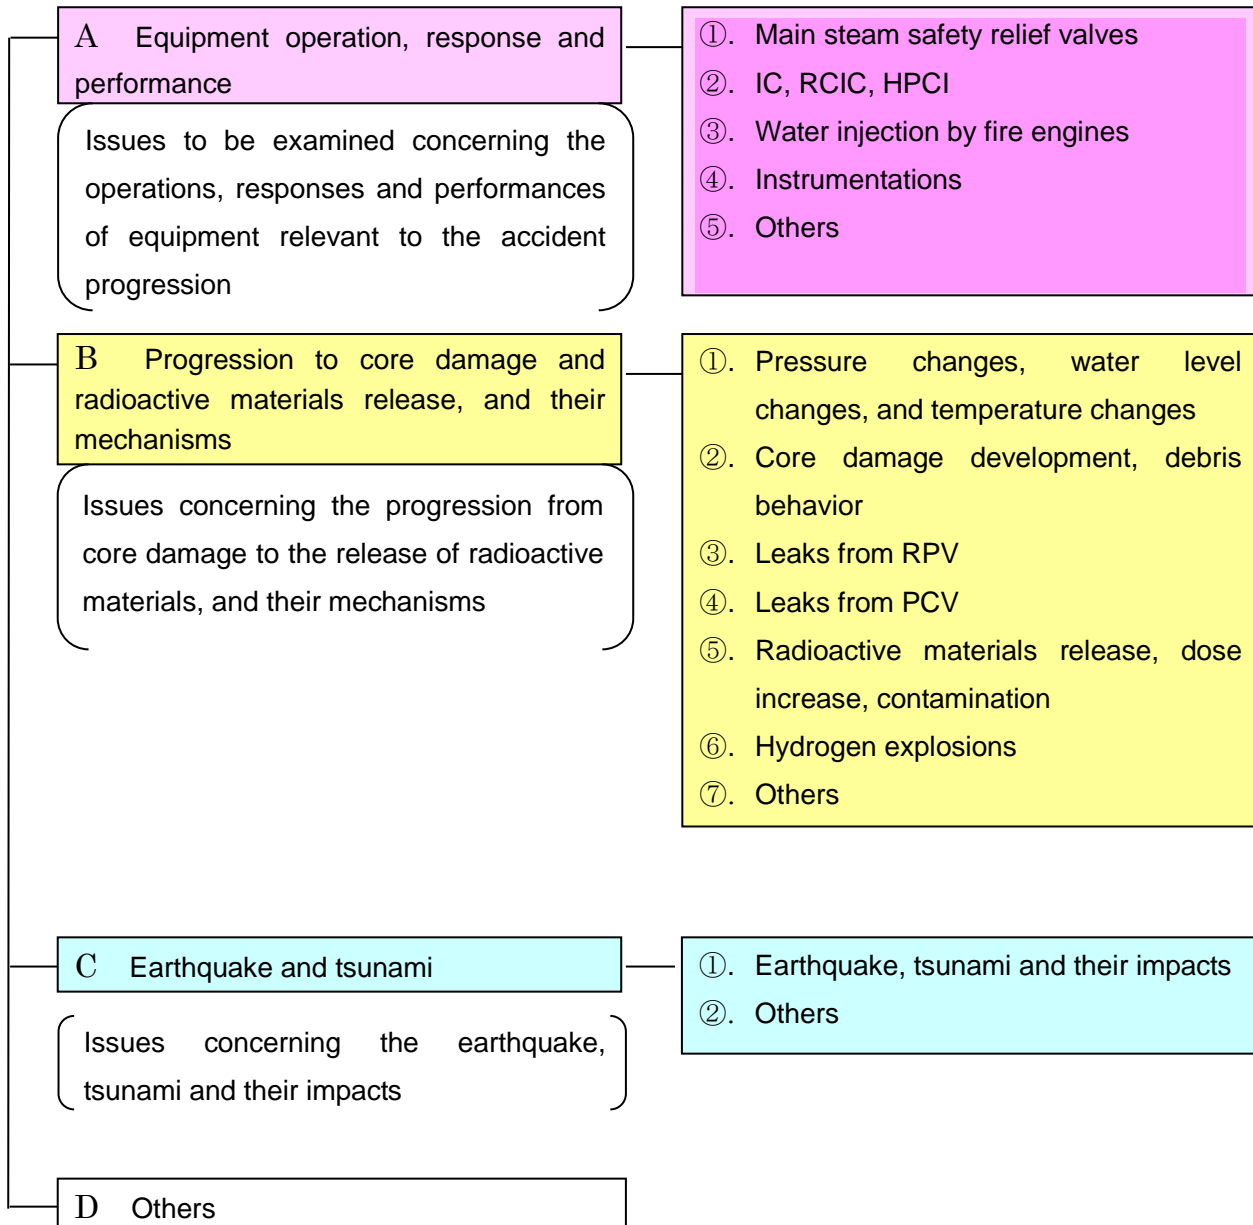 A Equipment operation, response and
performance
Issues to be examined concerning the
operations, responses and performances
of equipment relevant to the accident
progression
①. Main steam safety relief valves
②. IC, RCIC, HPCI
③. Water injection by fire engines
④. Instrumentations
⑤. Others
B Progression to core damage and
radioactive materials release, and their
mechanisms
Issues concerning the progression from
core damage to the release of radioactive
materials, and their mechanisms
①. Pressure changes, water level
changes, and temperature changes
②. Core damage development, debris
behavior
③. Leaks from RPV
④. Leaks from PCV
⑤. Radioactive materials release, dose
increase, contamination
⑥. Hydrogen explosions
⑦. Others
C Earthquake and tsunami
Issues concerning the earthquake,
tsunami and their impacts
①. Earthquake, tsunami and their impacts
②. Others
D Others